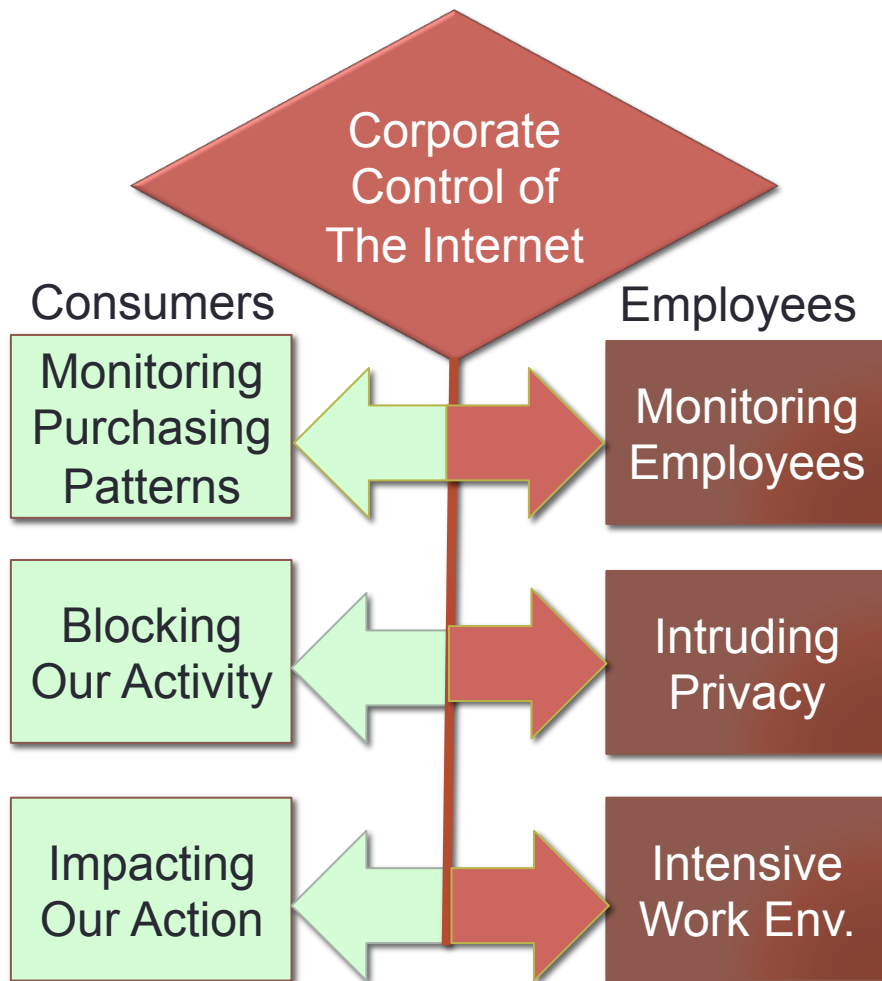 Corporate
Control of
The Internet
Consumers
Employees
Monitoring
Purchasing
Patterns
Monitoring
Employees
Blocking
Our Activity
Intruding
Privacy
Impacting
Our Action
Intensive
Work Env.